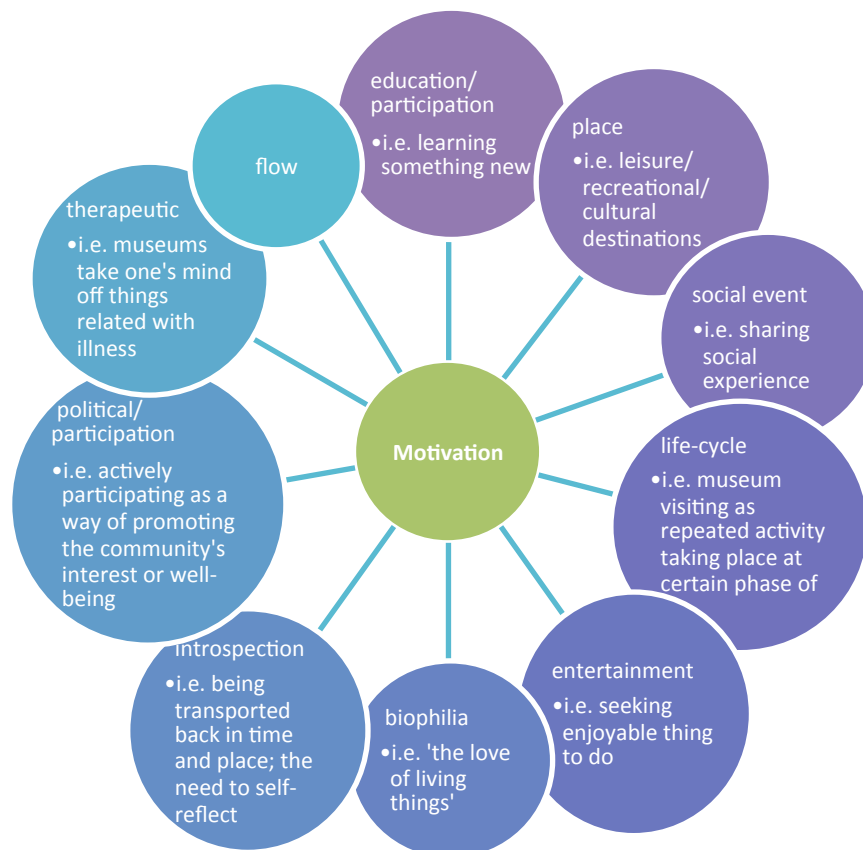 education/
participation
•i.e. learning
something new
place
•i.e. leisure/
recreational/
cultural
destinations
social event
•i.e. sharing
social
experience
life-cycle
•i.e. museum
visiting as
repeated activity
taking place at
certain phase of
entertainment
•i.e. seeking
enjoyable thing
to do
biophilia
•i.e. 'the love
of living
things'
introspection
•i.e. being
transported
back in time
and place; the
need to self-
reflect
political/
participation
•i.e. actively
participating as a
way of promoting
the community's
interest or well-
being
therapeutic
•i.e. museums
take one's mind
off things
related with
illness
flow
Motivation